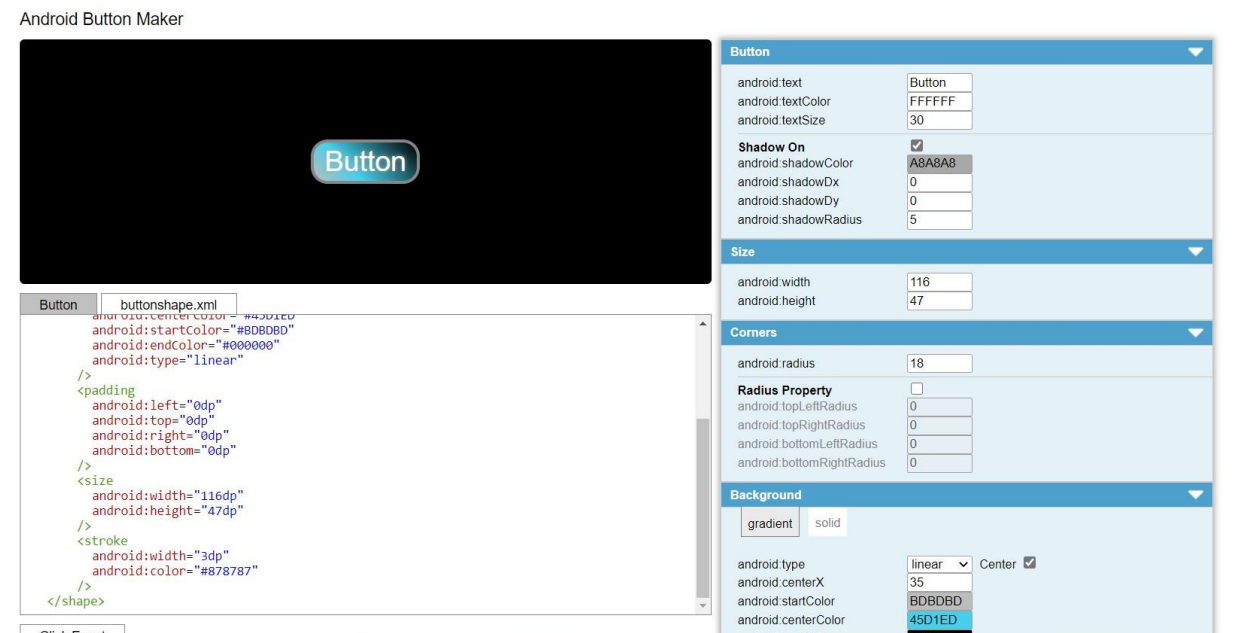 Android Button Maker
Button
Button
buttonshape.xml
android:centerColor="#45D1ED"
android:startColor="#BDBDBD"
android:endColor="#000000"
android:type="linear"
/>
<padding
android:left="0dp"
android:top="0dp"
android:right="0dp"
android:bottom="0dp"
/>
<size
android:width="116dp"
android:height="47dp"
/>
<stroke
android:width="3dp"
android:color="#878787"
/>
</shape>
Button
android:text Button
android:textColor FFFFFF
android:textSize 30
Shadow On
android:shadowColor A8A8A8
android:shadowDx 0
android:shadowDy 0
android:shadowRadius 5
Size
android:width 116
android:height 47
Corners
android:radius 18
Radius Property
android:topLeftRadius 0
android:topRightRadius 0
android:bottomLeftRadius 0
android:bottomRightRadius 0
Background
gradient solid
android:type linear Center
android:centerX 35
android:startColor BDBDBD
android:centerColor 45D1ED